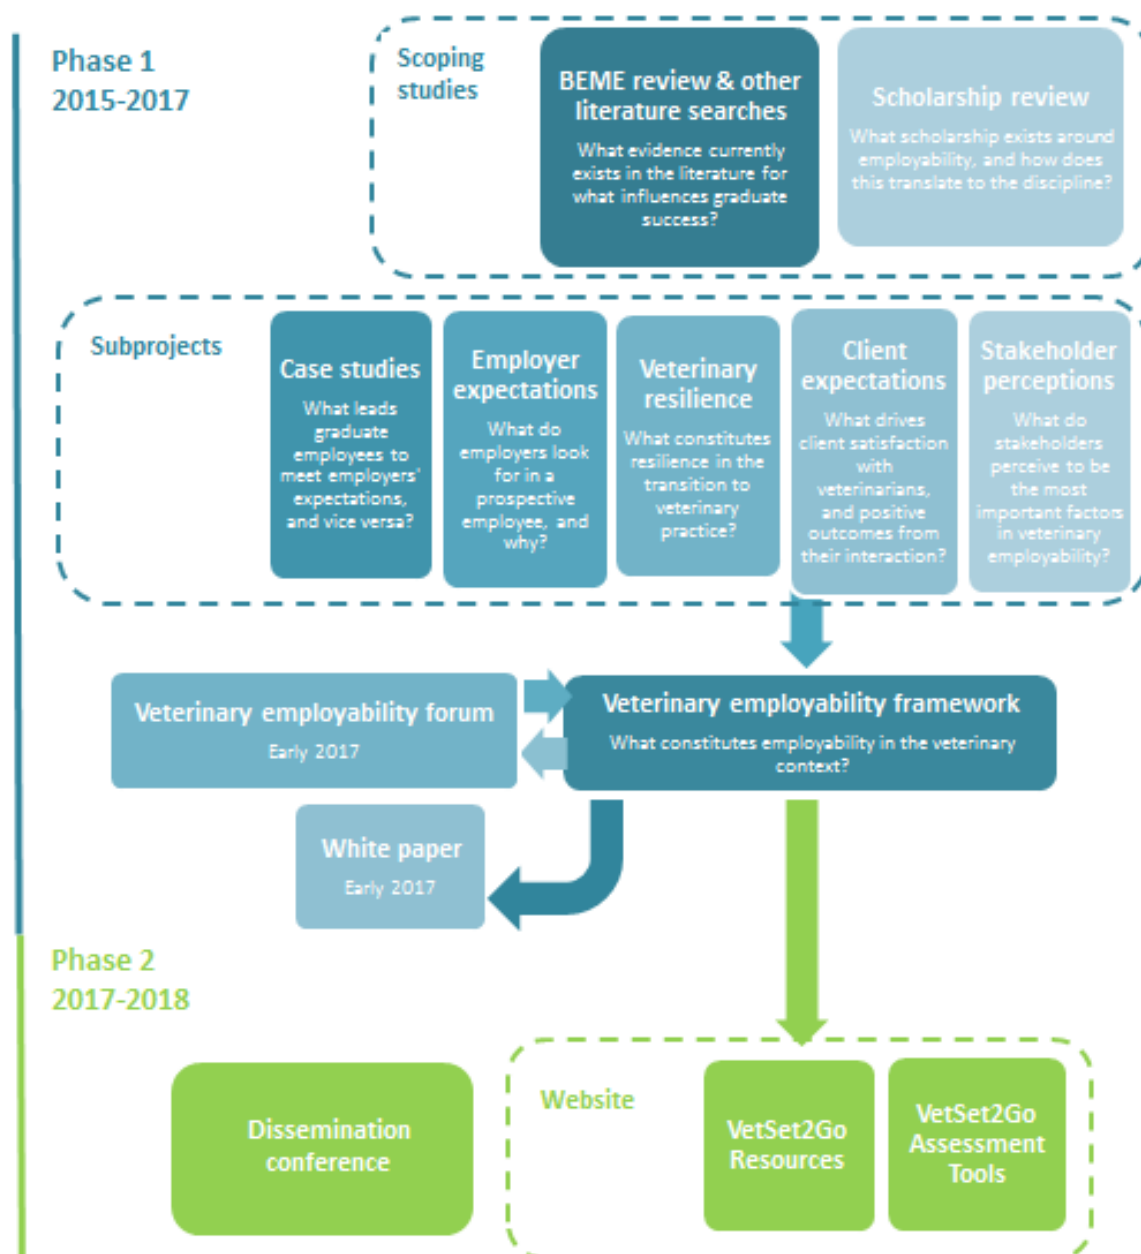 Phase 1
2015-2017
Scoping
studies
BEME review & other
literature searches
What evidence currently
exists in the literature for
what influences graduate
success?
Scholarship review
What scholarship exists around
employability, and how does
this translate to the discipline?
Subprojects
Case studies
What leads
graduate
employees to
meet employers'
expectations,
and vice versa?
Employer
expectations
What do
employers look
for in a
prospective
employee, and
why?
Veterinary
resilience
What constitutes
resilience in the
transition to
veterinary
practice?
Client
expectations
What drives
client satisfaction
with
veterinarians,
and positive
outcomes from
their interaction?
Stakeholder
perceptions
What do
stakeholders
perceive to be
the most
important factors
in veterinary
employability?
Veterinary employability forum
Early 2017
Veterinary employability framework
What constitutes employability in the veterinary
context?
White paper
Early 2017
Phase 2
2017-2018
Dissemination
conference
Website
VetSet2Go
Resources
VetSet2Go
Assessment
Tools